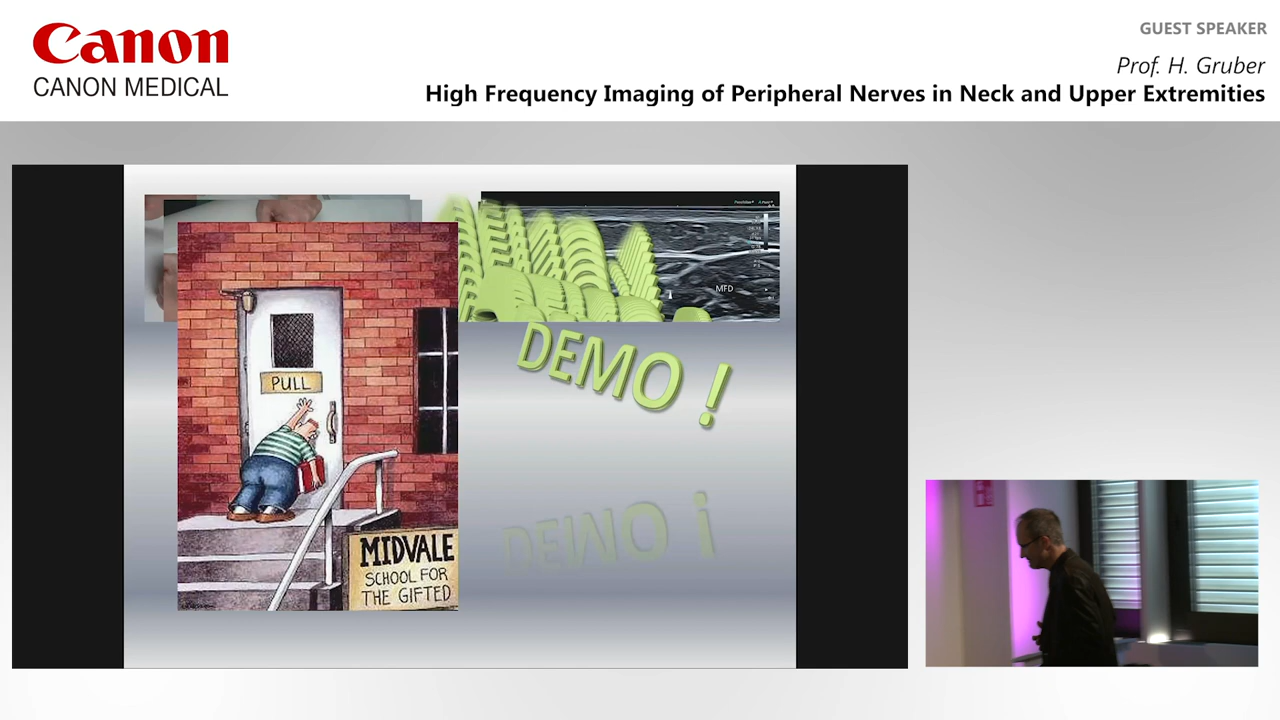 Canon
CANON MEDICAL
GUEST SPEAKER
Prof. H. Gruber
High Frequency Imaging of Peripheral Nerves in Neck and Upper Extremities
MFD
PULL
DEMO !
MIDVALE
SCHOOL FOR
THE GIFTED